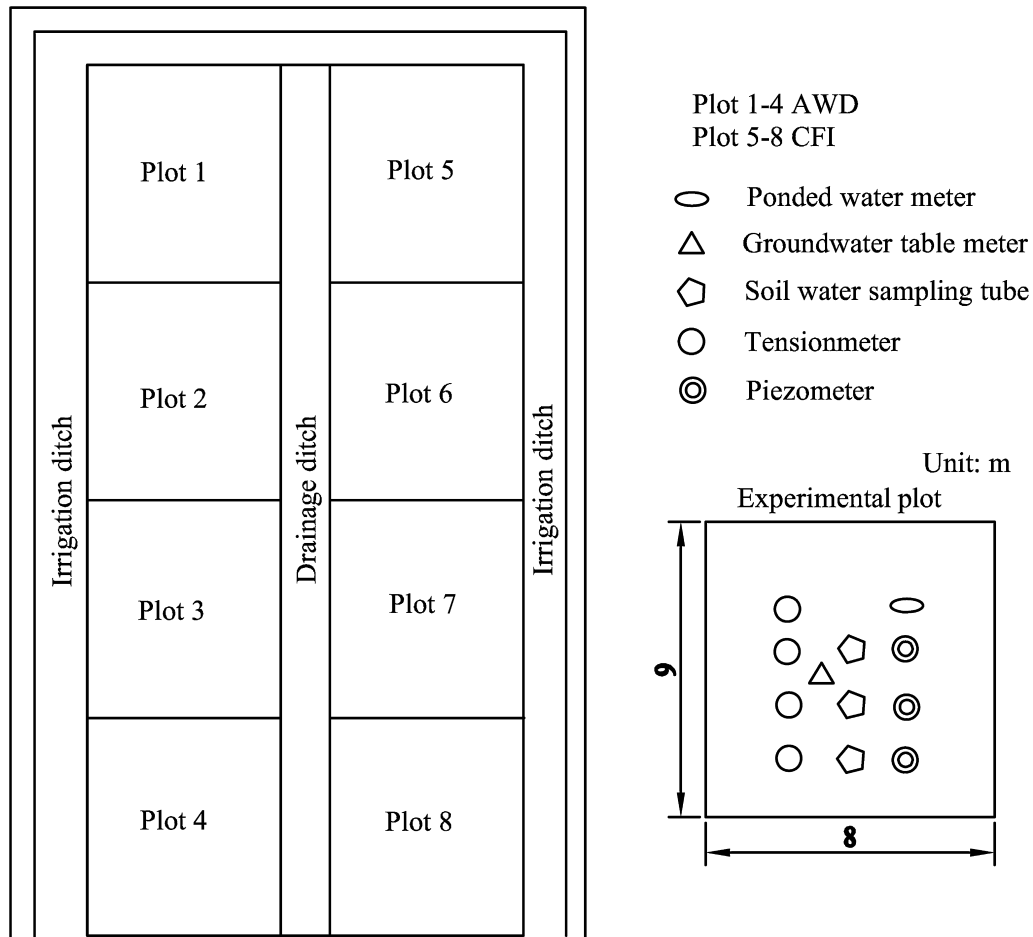 Plot 1
Plot 5
Plot 2
Plot 6
Plot 3
Plot 7
Plot 4
Plot 8
Irrigation ditch
Drainage ditch
Irrigation ditch
Plot 1-4 AWD
Plot 5-8 CFI
Ponded water meter
Groundwater table meter
Soil water sampling tube
Tensionmeter
Piezometer
Unit: m
Experimental plot
9
8